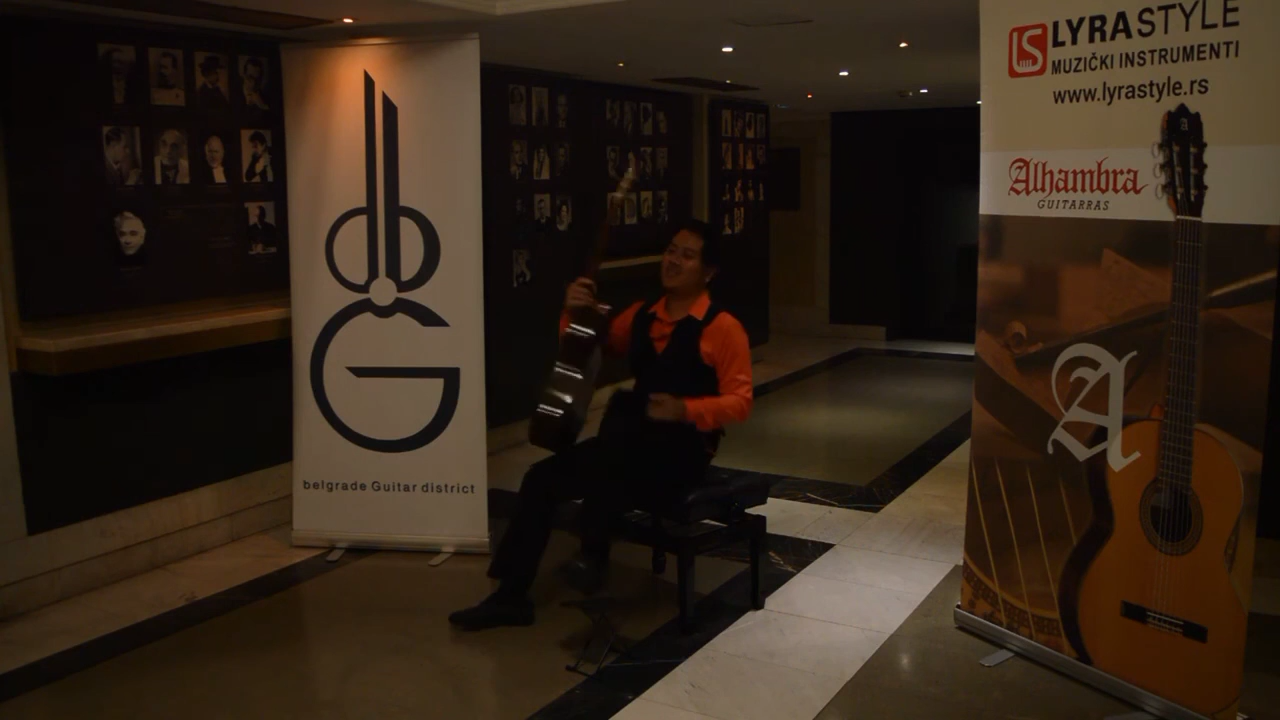 belgrade Guitar district
LS LYRASTYLE
MUZIČKI INSTRUMENTI
www.lyrastyle.rs
Alhambra
GUITARRAS
A